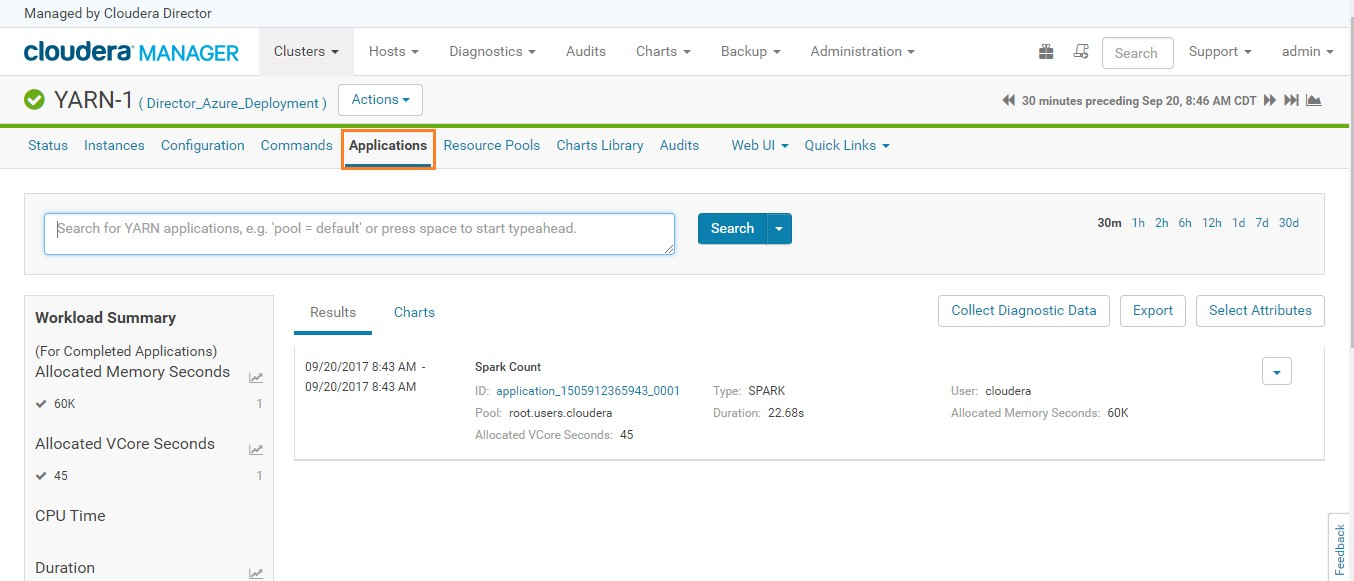 Managed by Cloudera Director
cloudera MANAGER Clusters Hosts Diagnostics Audits Charts Backup Administration Search Support admin
YARN-1 ( Director_Azure_Deployment ) Actions 30 minutes preceding Sep 20, 8:46 AM CDT
Status Instances Configuration Commands Applications Resource Pools Charts Library Audits Web UI Quick Links
Search for YARN applications, e.g. 'pool = default' or press space to start typeahead. Search 30m 1h 2h 6h 12h 1d 7d 30d
Workload Summary
(For Completed Applications)
Allocated Memory Seconds
60K 1
Allocated VCore Seconds
45 1
CPU Time
Duration
Results Charts Collect Diagnostic Data Export Select Attributes
09/20/2017 8:43 AM -
09/20/2017 8:43 AM
Spark Count
ID: application_1505912365943_0001 Type: SPARK User: cloudera
Pool: root.users.cloudera Duration: 22.68s Allocated Memory Seconds: 60K
Allocated VCore Seconds: 45
Feedback